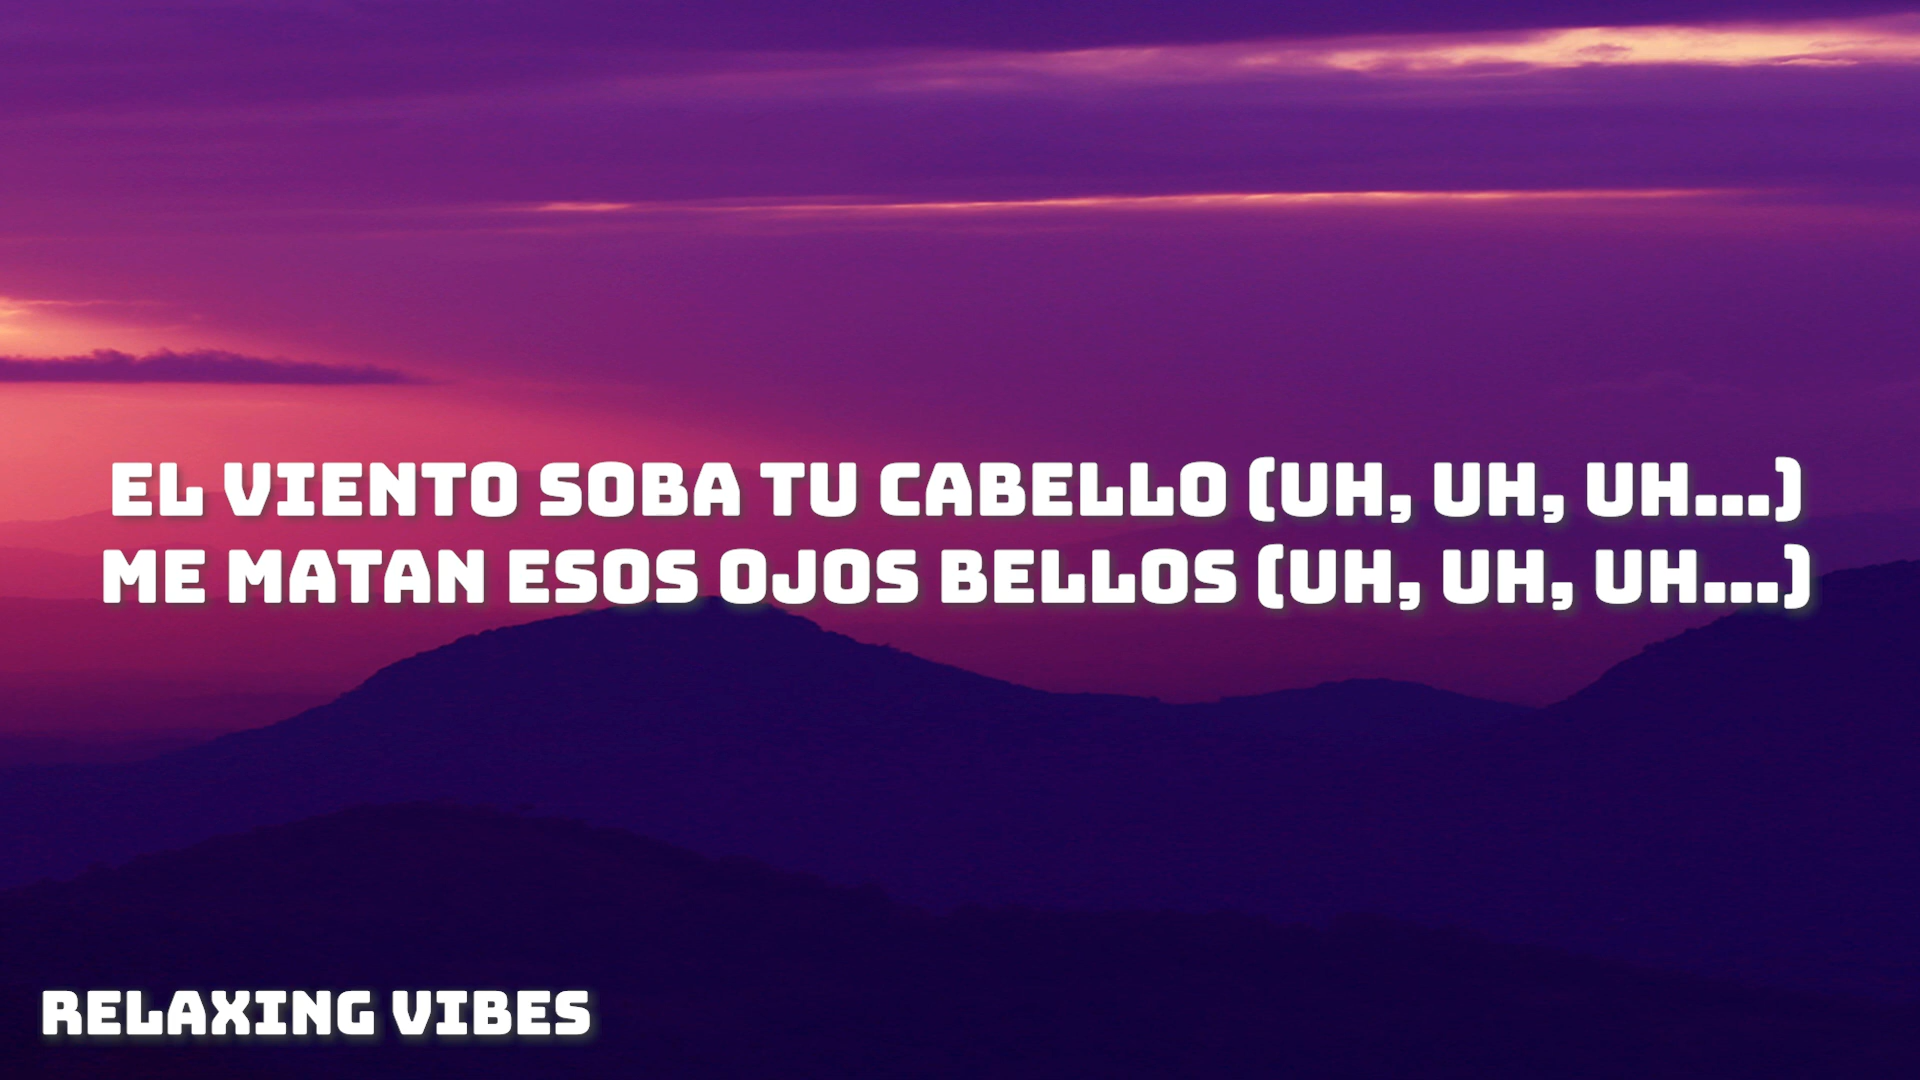 EL VIENTO SOBA TU CABELLO (UH, UH, UH...)
ME MATAN ESOS OJOS BELLOS (UH, UH, UH...)
RELAXING VIBES